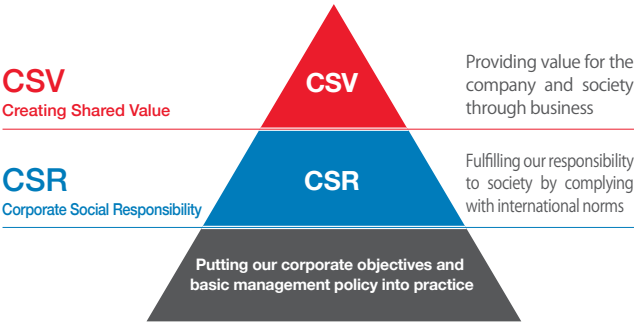 CSV
Creating Shared Value
CSV
Providing value for the
company and society
through business
CSR
Corporate Social Responsibility
CSR
Fulfilling our responsibility
to society by complying
with international norms
Putting our corporate objectives and
basic management policy into practice